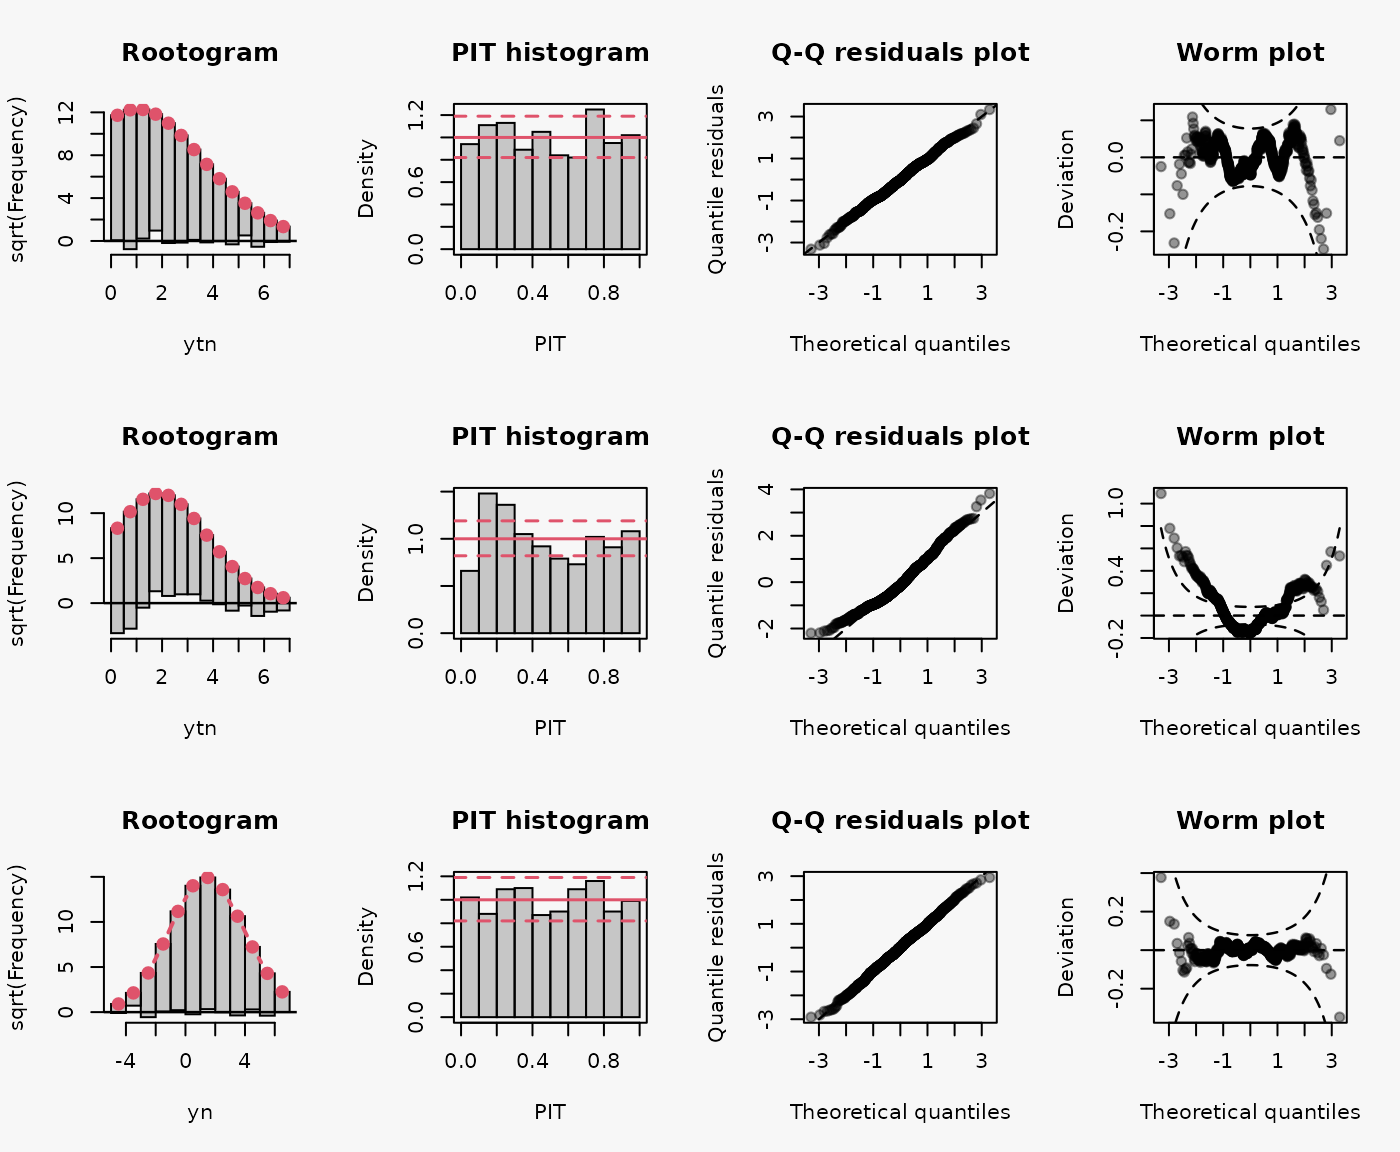 Rootogram
sqrt(Frequency)
0 4 8 12
0 2 4 6
ytn
PIT histogram
Density
0.0 0.6 1.2
0.0 0.4 0.8
PIT
Q-Q residuals plot
Quantile residuals
-3 -1 1 3
-3 -1 1 3
Theoretical quantiles
Worm plot
Deviation
-0.2 0.0
-3 -1 1 3
Theoretical quantiles
Rootogram
sqrt(Frequency)
0 5 10
0 2 4 6
ytn
PIT histogram
Density
0.0 1.0
0.0 0.4 0.8
PIT
Q-Q residuals plot
Quantile residuals
-2 0 2 4
-3 -1 1 3
Theoretical quantiles
Worm plot
Deviation
-0.2 0.4 1.0
-3 -1 1 3
Theoretical quantiles
Rootogram
sqrt(Frequency)
0 5 10
-4 0 4
yn
PIT histogram
Density
0.0 0.6 1.2
0.0 0.4 0.8
PIT
Q-Q residuals plot
Quantile residuals
-3 -1 1 3
-3 -1 1 3
Theoretical quantiles
Worm plot
Deviation
-0.2 0.2
-3 -1 1 3
Theoretical quantiles